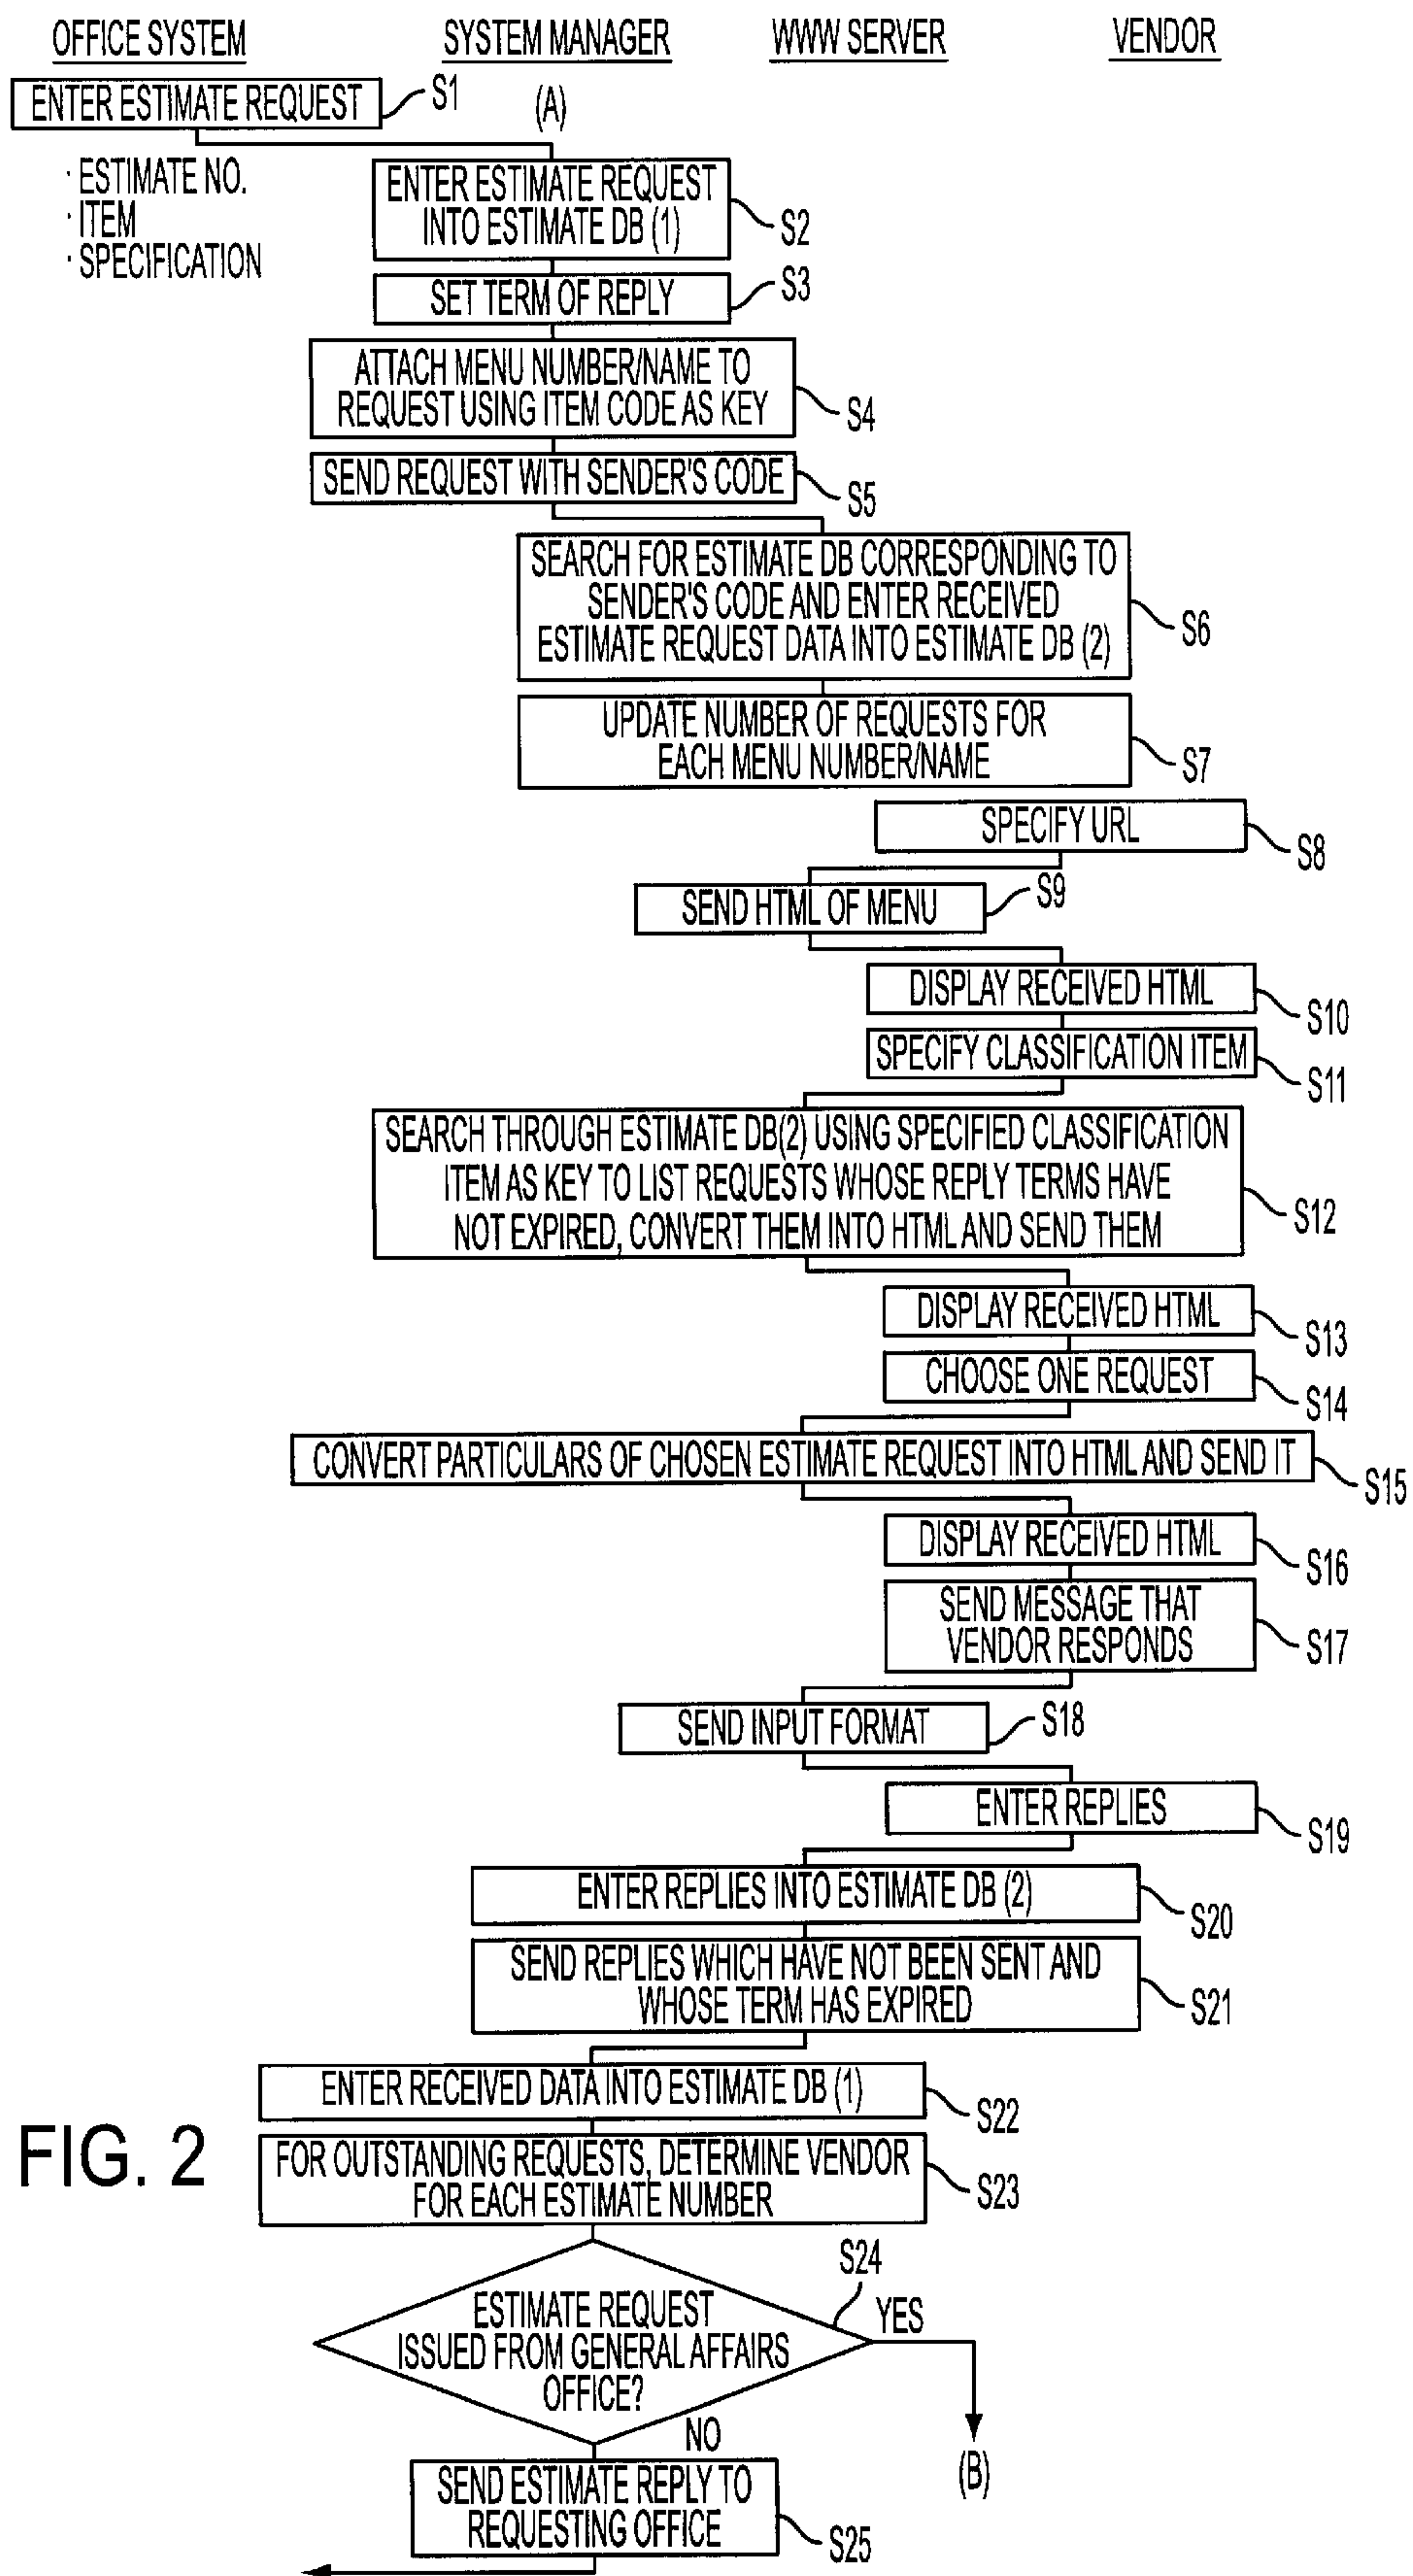 OFFICE SYSTEM
SYSTEM MANAGER
WWW SERVER
VENDOR
ENTER ESTIMATE REQUEST
S1
(A)
· ESTIMATE NO.
· ITEM
· SPECIFICATION
ENTER ESTIMATE REQUEST
INTO ESTIMATE DB (1)
S2
SET TERM OF REPLY
S3
ATTACH MENU NUMBER/NAME TO
REQUEST USING ITEM CODE AS KEY
S4
SEND REQUEST WITH SENDER'S CODE
S5
SEARCH FOR ESTIMATE DB CORRESPONDING TO
SENDER'S CODE AND ENTER RECEIVED
ESTIMATE REQUEST DATA INTO ESTIMATE DB (2)
S6
UPDATE NUMBER OF REQUESTS FOR
EACH MENU NUMBER/NAME
S7
SPECIFY URL
S8
SEND HTML OF MENU
S9
DISPLAY RECEIVED HTML
S10
SPECIFY CLASSIFICATION ITEM
S11
SEARCH THROUGH ESTIMATE DB(2) USING SPECIFIED CLASSIFICATION
ITEM AS KEY TO LIST REQUESTS WHOSE REPLY TERMS HAVE
NOT EXPIRED, CONVERT THEM INTO HTML AND SEND THEM
S12
DISPLAY RECEIVED HTML
S13
CHOOSE ONE REQUEST
S14
CONVERT PARTICULARS OF CHOSEN ESTIMATE REQUEST INTO HTML AND SEND IT
S15
DISPLAY RECEIVED HTML
S16
SEND MESSAGE THAT
VENDOR RESPONDS
S17
SEND INPUT FORMAT
S18
ENTER REPLIES
S19
ENTER REPLIES INTO ESTIMATE DB (2)
S20
SEND REPLIES WHICH HAVE NOT BEEN SENT AND
WHOSE TERM HAS EXPIRED
S21
ENTER RECEIVED DATA INTO ESTIMATE DB (1)
S22
FIG. 2
FOR OUTSTANDING REQUESTS, DETERMINE VENDOR
FOR EACH ESTIMATE NUMBER
S23
S24
ESTIMATE REQUEST
ISSUED FROM GENERAL AFFAIRS
OFFICE?
YES
NO
(B)
SEND ESTIMATE REPLY TO
REQUESTING OFFICE
S25